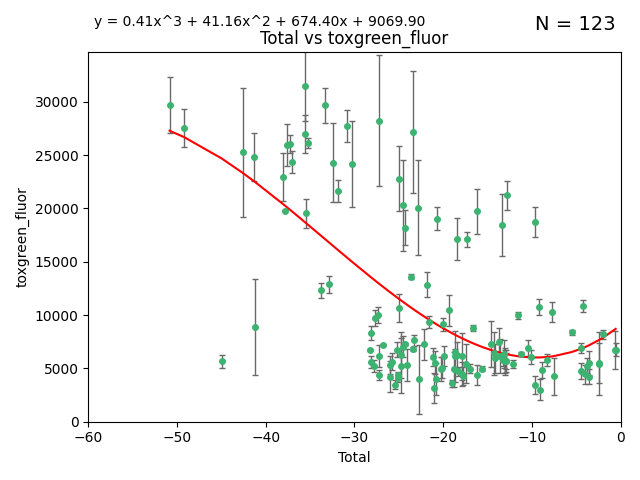 y = 0.41x^3 + 41.16x^2 + 674.40x + 9069.90
N = 123
Total vs toxgreen_fluor
30000
25000
20000
15000
10000
5000
0
toxgreen_fluor
−60 −50 −40 −30 −20 −10 0
Total